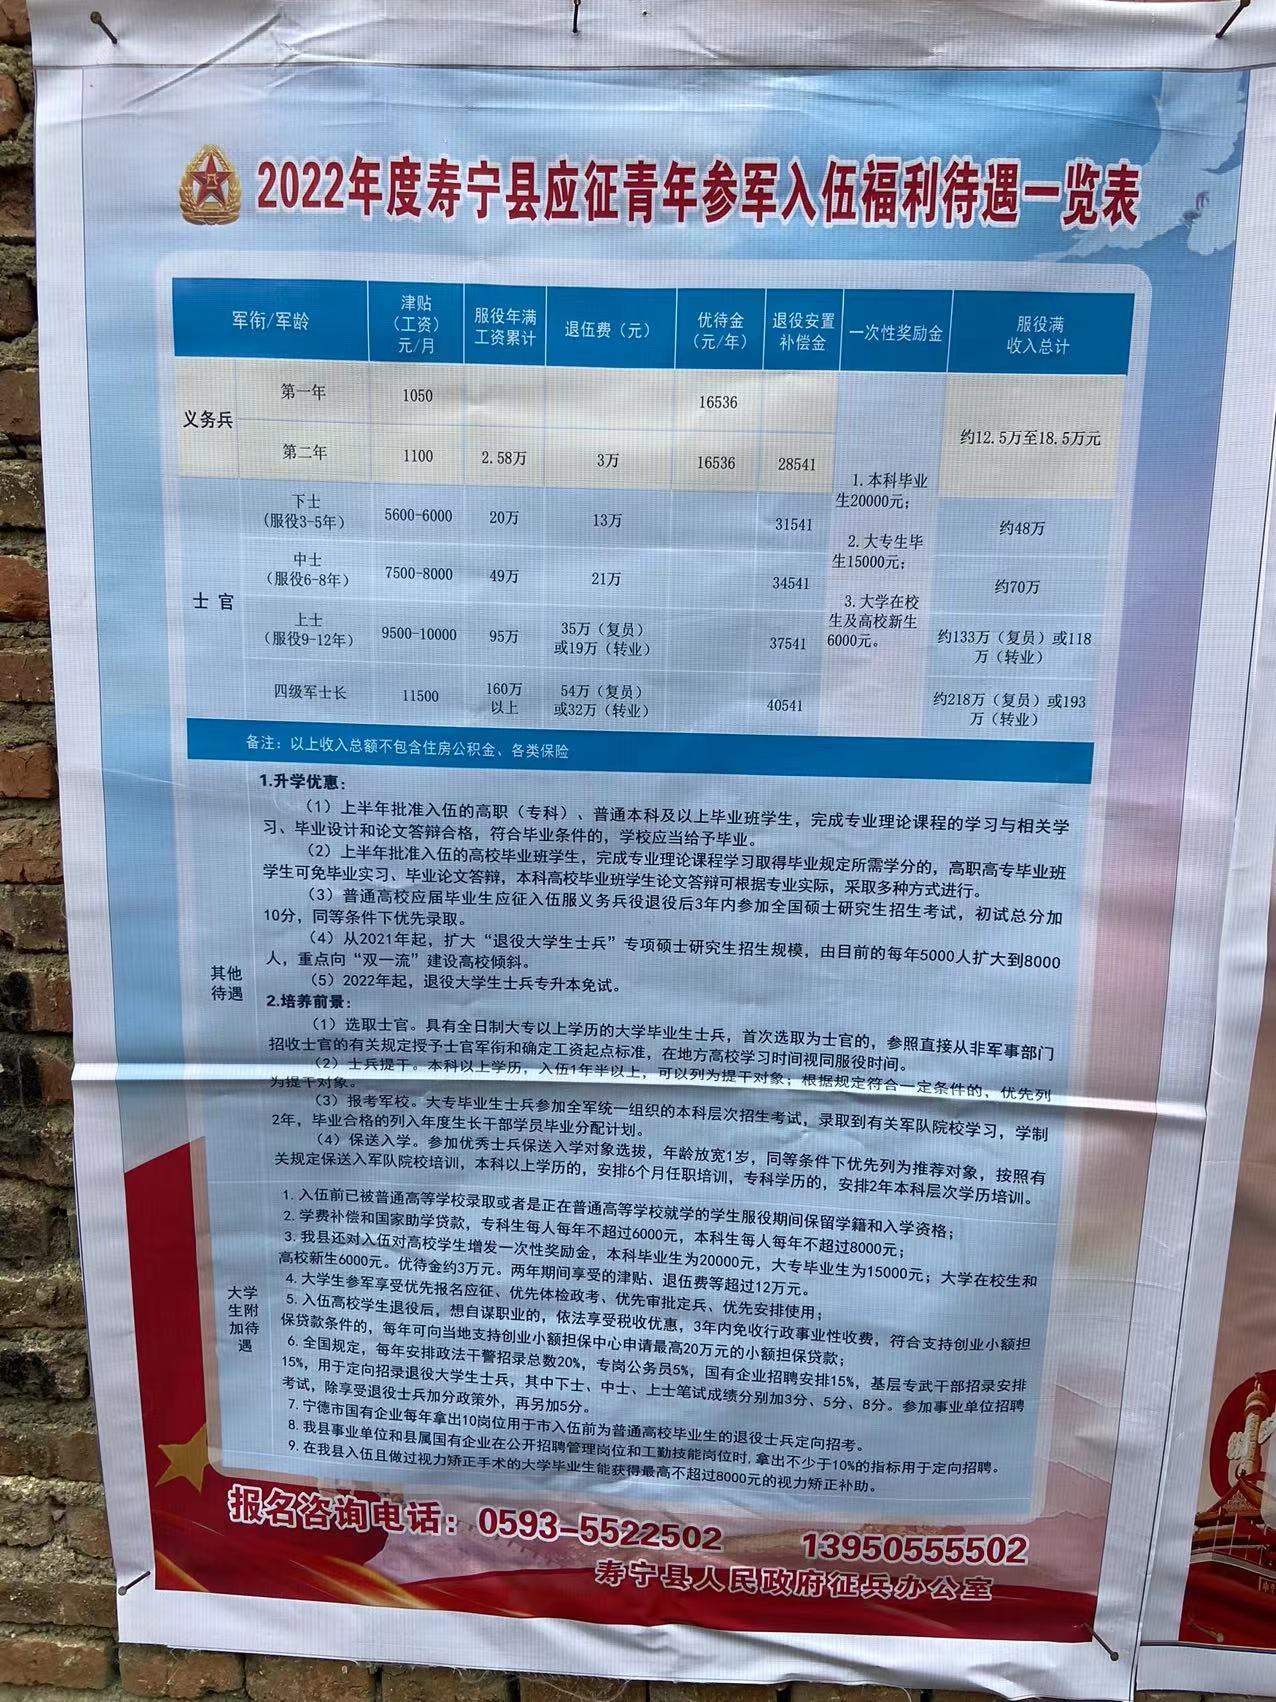 2022年度寿宁县应征青年参军入伍福利待遇一览表
军衔/军龄 津贴（工资）元/月 服役年满工资累计 退伍费（元） 优待金（元/年） 退役安置补偿金 一次性奖励金 服役满收入总计
义务兵 第一年 1050 16536 约12.5万至18.5万元
第二年 1100 2.58万 3万 16536 28541
1.本科毕业生20000元；
2.大专生毕生15000元；
3.大学在校生及高校新生6000元。
士官 下士（服役3-5年） 5600-6000 20万 13万 31541 约48万
中士（服役6-8年） 7500-8000 49万 21万 34541 约70万
上士（服役9-12年） 9500-10000 95万 35万（复员）或19万（转业） 37541 约133万（复员）或118万（转业）
四级军士长 11500 160万以上 54万（复员）或32万（转业） 40541 约218万（复员）或193万（转业）
备注：以上收入总额不包含住房公积金、各类保险
其他待遇
1.升学优惠：
（1）上半年批准入伍的高职（专科）、普通本科及以上毕业班学生，完成专业理论课程的学习与相关学
习、毕业设计和论文答辩合格，符合毕业条件的，学校应当给予毕业。
（2）上半年批准入伍的高校毕业班学生，完成专业理论课程学习取得毕业规定所需学分的，高职高专毕业班
学生可免毕业实习、毕业论文答辩，本科高校毕业班学生论文答辩可根据专业实际，采取多种方式进行。
（3）普通高校应届毕业生应征入伍服义务兵役退役后3年内参加全国硕士研究生招生考试，初试总分加
10分，同等条件下优先录取。
（4）从2021年起，扩大“退役大学生士兵”专项硕士研究生招生规模，由目前的每年5000人扩大到8000
人，重点向“双一流”建设高校倾斜。
（5）2022年起，退役大学生士兵专升本免试。
2.培养前景：
（1）选取士官。具有全日制大专以上学历的大学毕业生士兵，首次选取为士官的，参照直接从非军事部门
招收士官的有关规定授予士官军衔和确定工资起点标准，在地方高校学习时间视同服役时间。
（2）士兵提干。本科以上学历，入伍1年半以上，可以列为提干对象；根据规定符合一定条件的，优先列
为提干对象。
（3）报考军校。大专毕业生士兵参加全军统一组织的本科层次招生考试，录取到有关军队院校学习，学制
2年，毕业合格的列入年度生长干部学员毕业分配计划。
（4）保送入学。参加优秀士兵保送入学对象选拔，年龄放宽1岁，同等条件下优先列为推荐对象，按照有
关规定保送入军队院校培训，本科以上学历的，安排6个月任职培训，专科学历的，安排2年本科层次学历培训。
大学生附加待遇
1. 入伍前已被普通高等学校录取或者是正在普通高等学校就学的学生服役期间保留学籍和入学资格；
2. 学费补偿和国家助学贷款，专科生每人每年不超过6000元，本科生每人每年不超过8000元；
3. 我县还对入伍对高校学生增发一次性奖励金，本科毕业生为20000元，大专毕业生为15000元；大学在校生和
高校新生6000元。优待金约3万元。两年期间享受的津贴、退伍费等超过12万元。
4. 大学生参军享受优先报名应征、优先体检政考、优先审批定兵、优先安排使用；
5. 入伍高校学生退役后，想自谋职业的，依法享受税收优惠，3年内免收行政事业性收费，符合支持创业小额担
保贷款条件的，每年可向当地支持创业小额担保中心申请最高20万元的小额担保贷款；
6. 全国规定，每年安排政法干警招录总数20%，专岗公务员5%，国有企业招聘安排15%，基层专武干部招录安排
15%，用于定向招录退役大学生士兵，其中下士、中士、上士笔试成绩分别加3分、5分、8分。参加事业单位招聘
考试，除享受退役士兵加分政策外，再另加5分。
7. 宁德市国有企业每年拿出10岗位用于市入伍前为普通高校毕业生的退役士兵定向招考。
8. 我县事业单位和县属国有企业在公开招聘管理岗位和工勤技能岗位时，拿出不少于10%的指标用于定向招聘。
9. 在我县入伍且做过视力矫正手术的大学毕业生能获得最高不超过8000元的视力矫正补助。
报名咨询电话：0593-5522502 13950555502
寿宁县人民政府征兵办公室